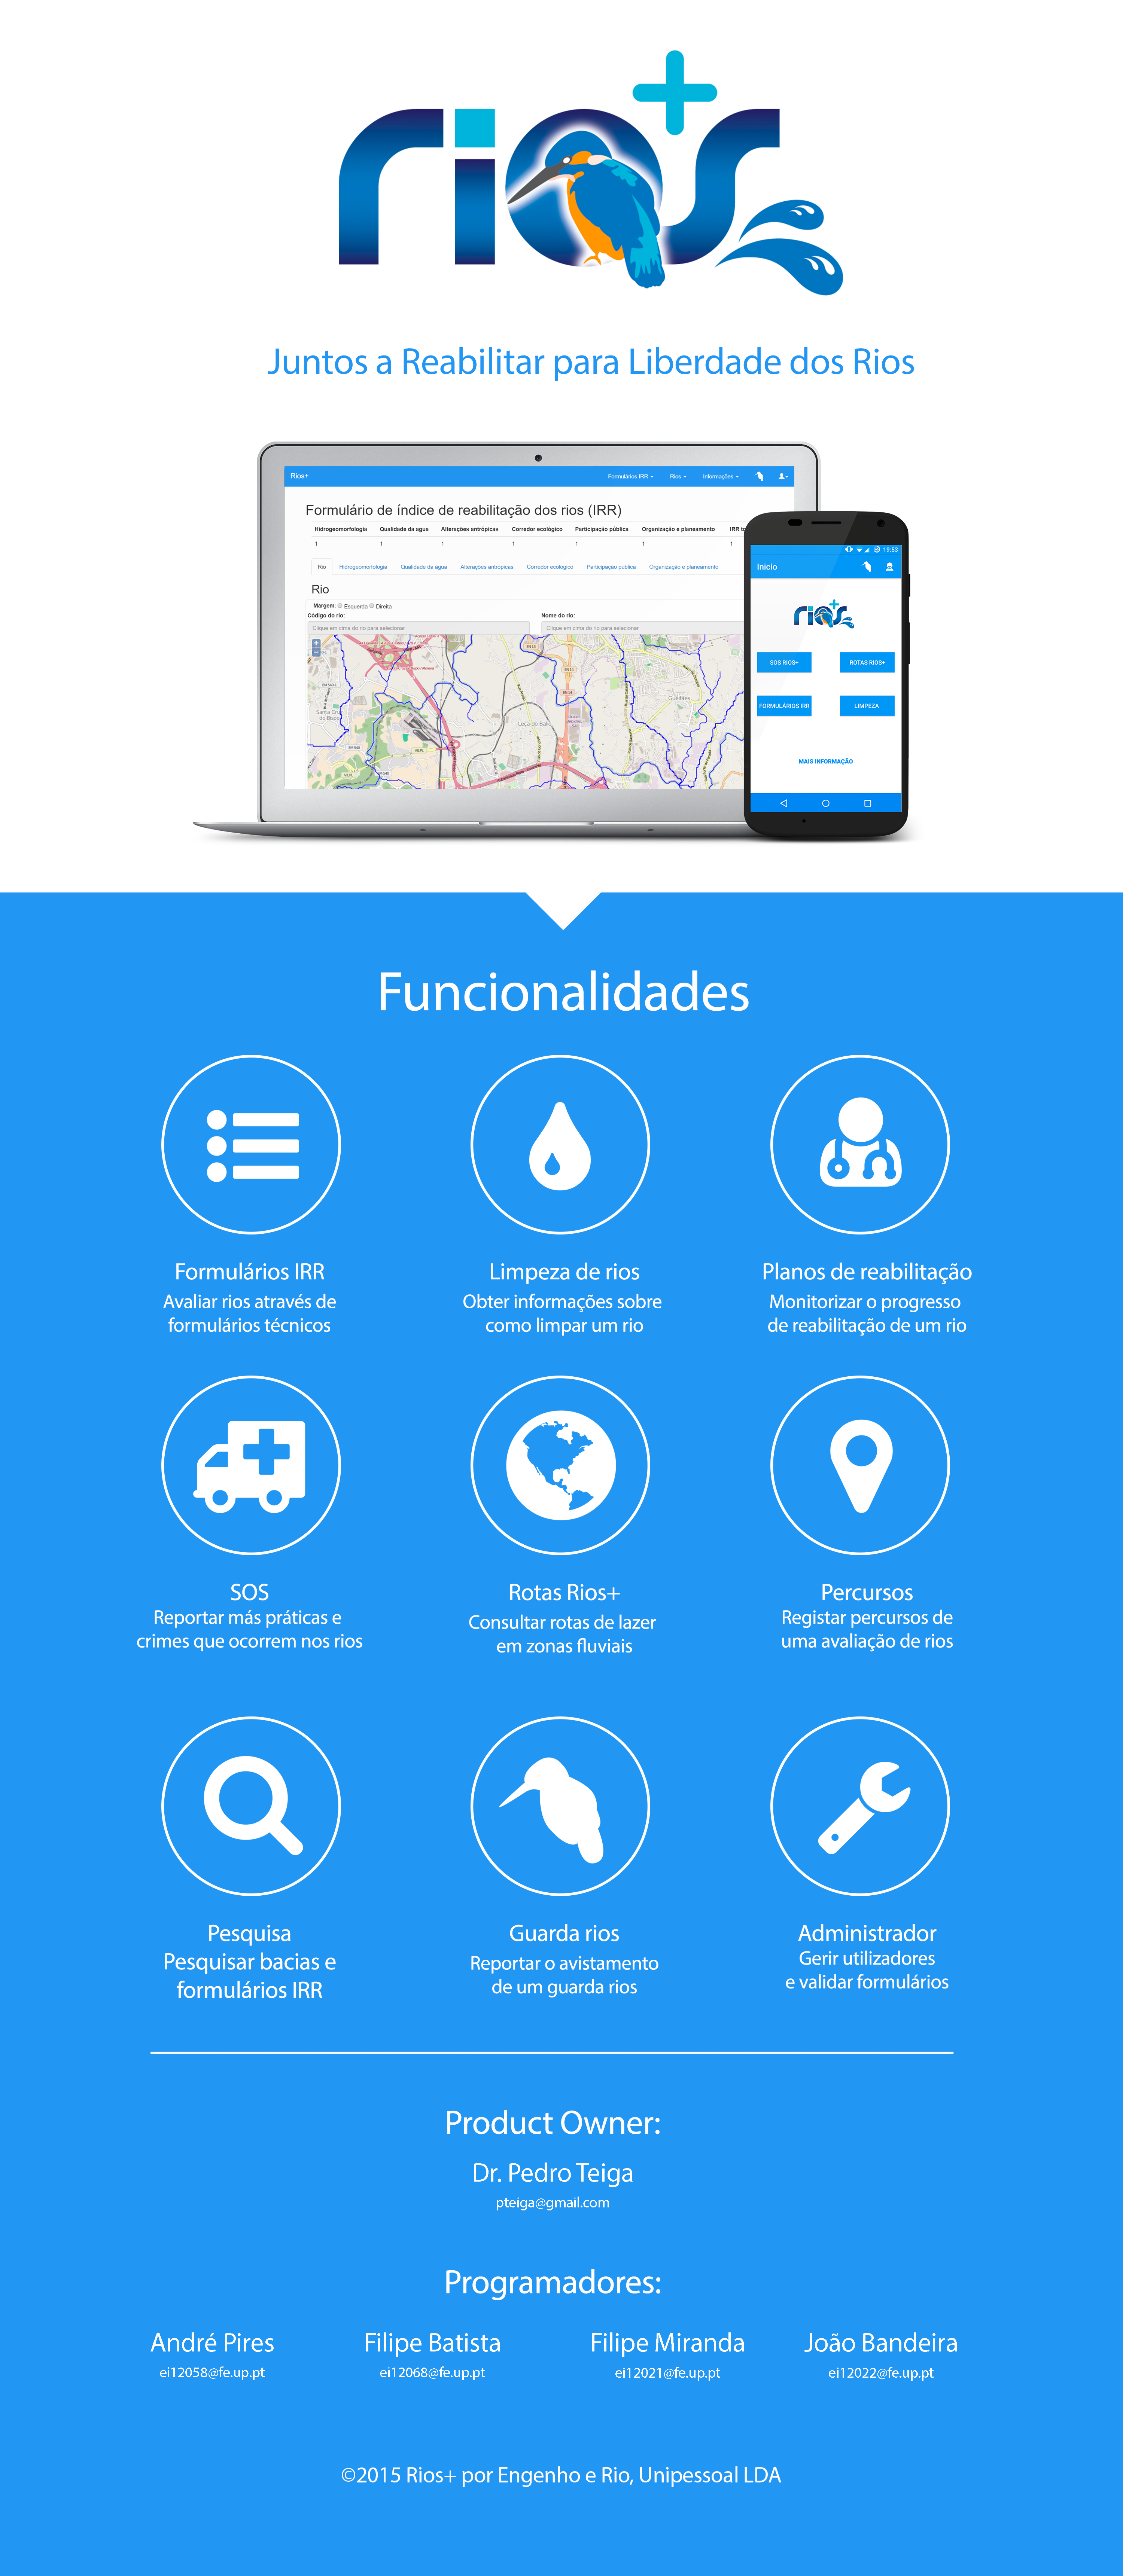 rios+
Juntos a Reabilitar para Liberdade dos Rios
Rios+ Formulários IRR Rios Informações
Formulário de índice de reabilitação dos rios (IRR)
Hidrogeomorfologia Qualidade da agua Alterações antrópicas Corredor ecológico Participação pública Organização e planeamento IRR
1 1 1 1 1 1 1
Rio Hidrogeomorfologia Qualidade da água Alterações antrópicas Corredor ecológico Participação pública Organização e planeamento
Rio
Margem: Esquerda Direita
Código do rio: Nome do rio:
Clique em cima do rio para selecionar Clique em cima do rio para selecionar
Santa Cruz
do Bispo
Leça do Balio
Gueifães
19:53
Inicio
rios+
SOS RIOS+ ROTAS RIOS+
FORMULÁRIOS IRR LIMPEZA
MAIS INFORMAÇÃO
Funcionalidades
Formulários IRR
Avaliar rios através de
formulários técnicos
Limpeza de rios
Obter informações sobre
como limpar um rio
Planos de reabilitação
Monitorizar o progresso
de reabilitação de um rio
SOS
Reportar más práticas e
crimes que ocorrem nos rios
Rotas Rios+
Consultar rotas de lazer
em zonas fluviais
Percursos
Registar percursos de
uma avaliação de rios
Pesquisa
Pesquisar bacias e
formulários IRR
Guarda rios
Reportar o avistamento
de um guarda rios
Administrador
Gerir utilizadores
e validar formulários
Product Owner:
Dr. Pedro Teiga
pteiga@gmail.com
Programadores:
André Pires
ei12058@fe.up.pt
Filipe Batista
ei12068@fe.up.pt
Filipe Miranda
ei12021@fe.up.pt
João Bandeira
ei12022@fe.up.pt
©2015 Rios+ por Engenho e Rio, Unipessoal LDA